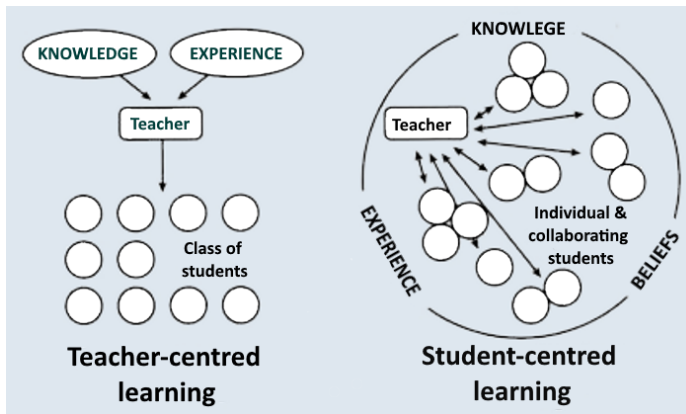 KNOWLEDGE
EXPERIENCE
Teacher
Class of
students
Teacher-centred
learning
KNOWLEGE
Teacher
EXPERIENCE
Individual &
collaborating
students
BELIEFS
Student-centred
learning